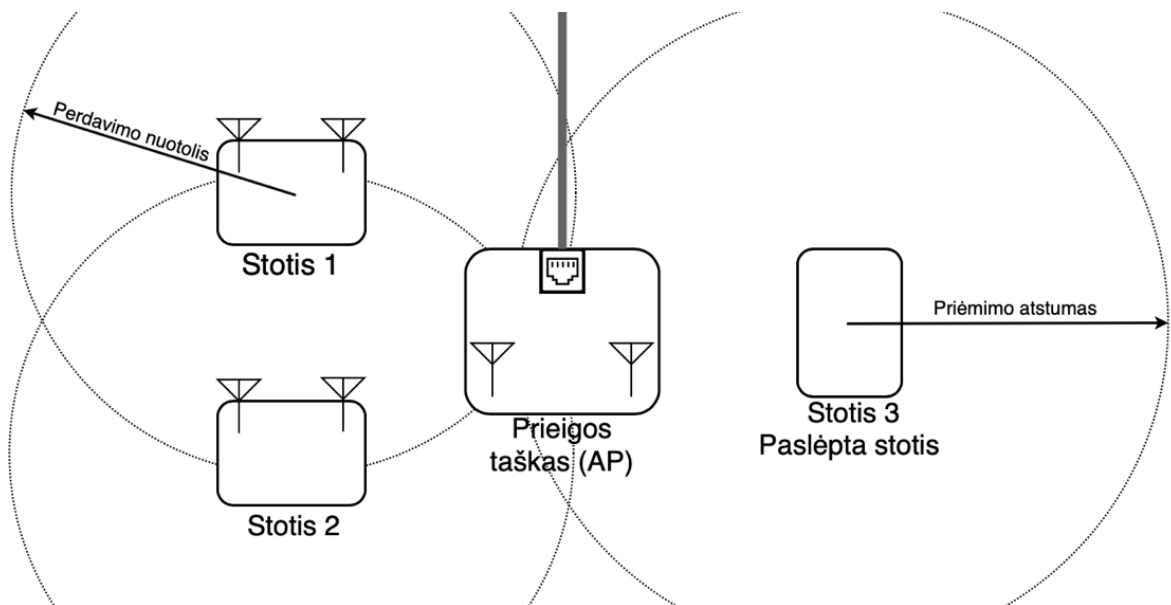 Perdavimo nuotolis
Stotis 1
Priėmimo atstumas
Stotis 2
Prieigos
taškas (AP)
Stotis 3
Paslėpta stotis